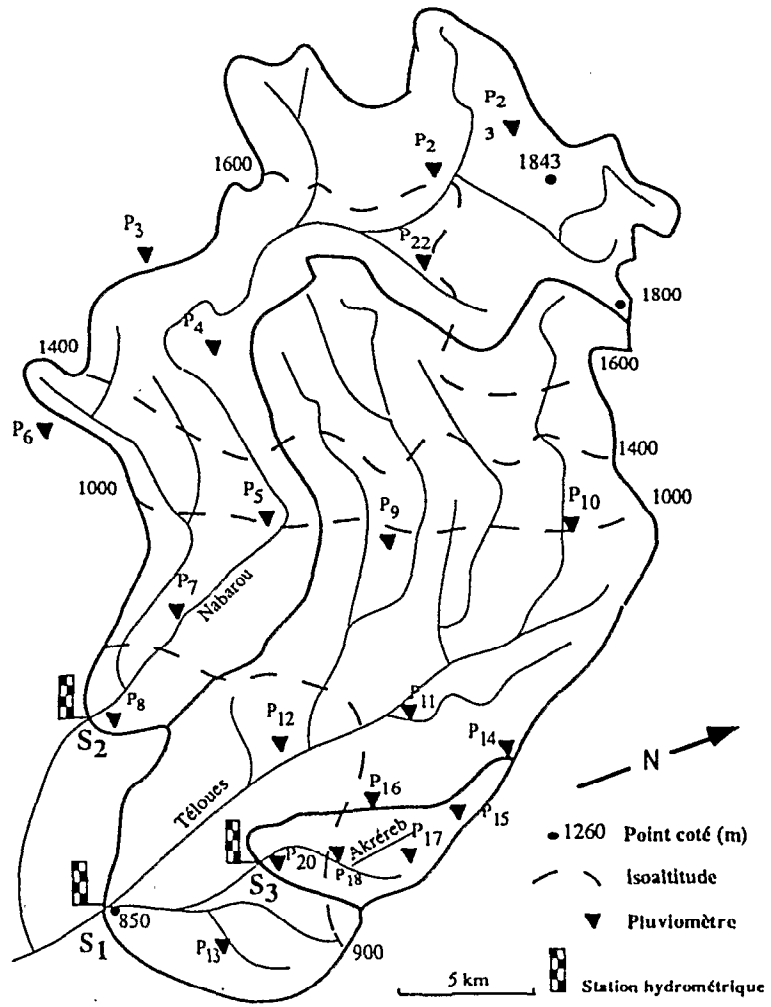 P2
3
P2
1843
1600
P3
P22
1800
P4
1400
1600
P6
1400
1000
P5
1000
P9
P10
P7
Nabarou
P8
P11
P12
P14
S2
N
Téloues
P16
P15
1260 Point coté (m)
Akréreb
P17
P20
P18
Isoaltitude
S3
850
Pluviomètre
S1
P13
900
5 km
Station hydrométrique